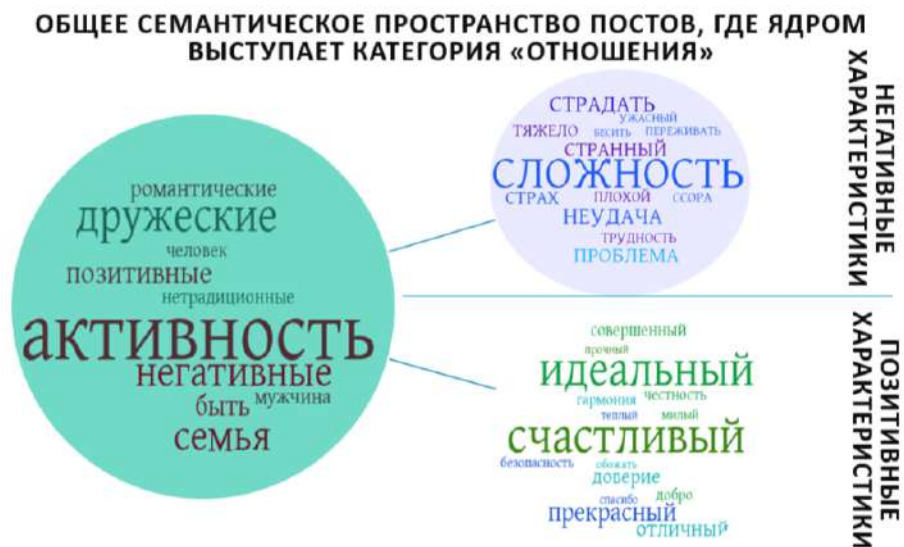 ОБЩЕЕ СЕМАНТИЧЕСКОЕ ПРОСТРАНСТВО ПОСТОВ, ГДЕ ЯДРОМ
ВЫСТУПАЕТ КАТЕГОРИЯ «ОТНОШЕНИЯ»
романтические
дружеские
человек
позитивные
нетрадиционные
активность
негативные
быть мужчина
семья
СТРАДАТЬ
УЖАСНЫЙ
ТЯЖЕЛО БЕСИТЬ ПЕРЕЖИВАТЬ
СТРАННЫЙ
СЛОЖНОСТЬ
СТРАХ ПЛОХОЙ ССОРА
НЕУДАЧА
ТРУДНОСТЬ
ПРОБЛЕМА
НЕГАТИВНЫЕ
ХАРАКТЕРИСТИКИ
совершенный
прочный
идеальный
гармония честность
теплый милый
счастливый
безопасность обожать
доверие
спасибо добро
прекрасный
отличный
ПОЗИТИВНЫЕ
ХАРАКТЕРИСТИКИ